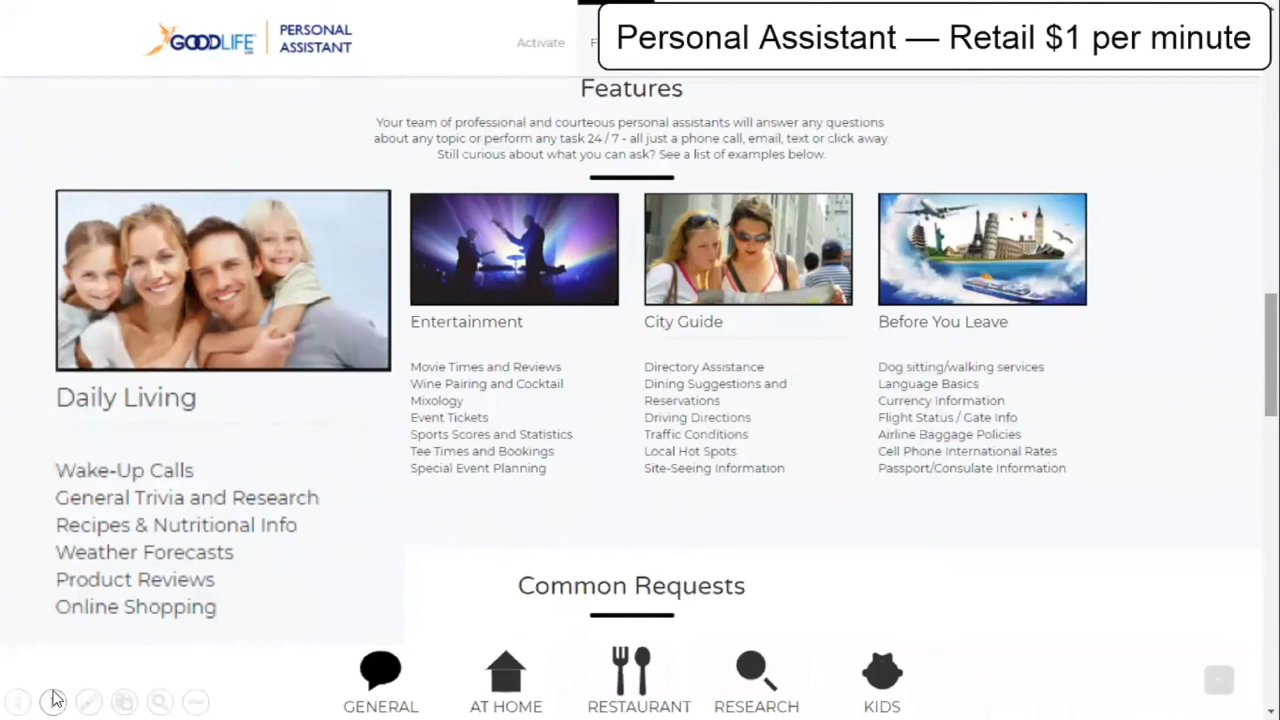 GOODLIFE
PERSONAL
ASSISTANT
Activate
Personal Assistant — Retail $1 per minute
Features
Your team of professional and courteous personal assistants will answer any questions
about any topic or perform any task 24 / 7 - all just a phone call, email, text or click away.
Still curious about what you can ask? See a list of examples below.
Daily Living
Wake-Up Calls
General Trivia and Research
Recipes & Nutritional Info
Weather Forecasts
Product Reviews
Online Shopping
Entertainment
Movie Times and Reviews
Wine Pairing and Cocktail
Mixology
Event Tickets
Sports Scores and Statistics
Tee Times and Bookings
Special Event Planning
City Guide
Directory Assistance
Dining Suggestions and
Reservations
Driving Directions
Traffic Conditions
Local Hot Spots
Site-Seeing Information
Before You Leave
Dog sitting/walking services
Language Basics
Currency Information
Flight Status / Gate Info
Airline Baggage Policies
Cell Phone International Rates
Passport/Consulate Information
Common Requests
GENERAL
AT HOME
RESTAURANT
RESEARCH
KIDS